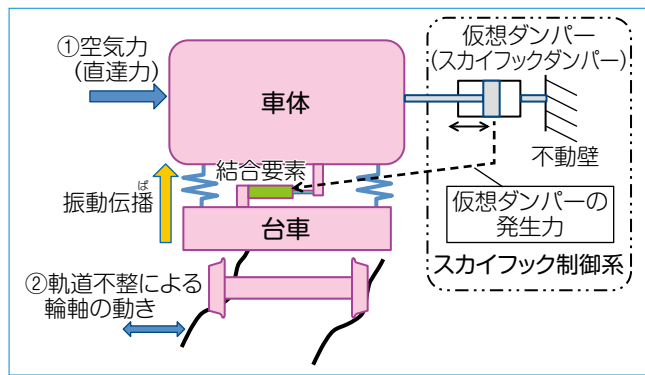 ①空気力
(直達力)
車体
仮想ダンパー
(スカイフックダンパー)
不動壁
結合要素
ば
振動伝播
台車
仮想ダンパーの
発生力
スカイフック制御系
②軌道不整による
輪軸の動き